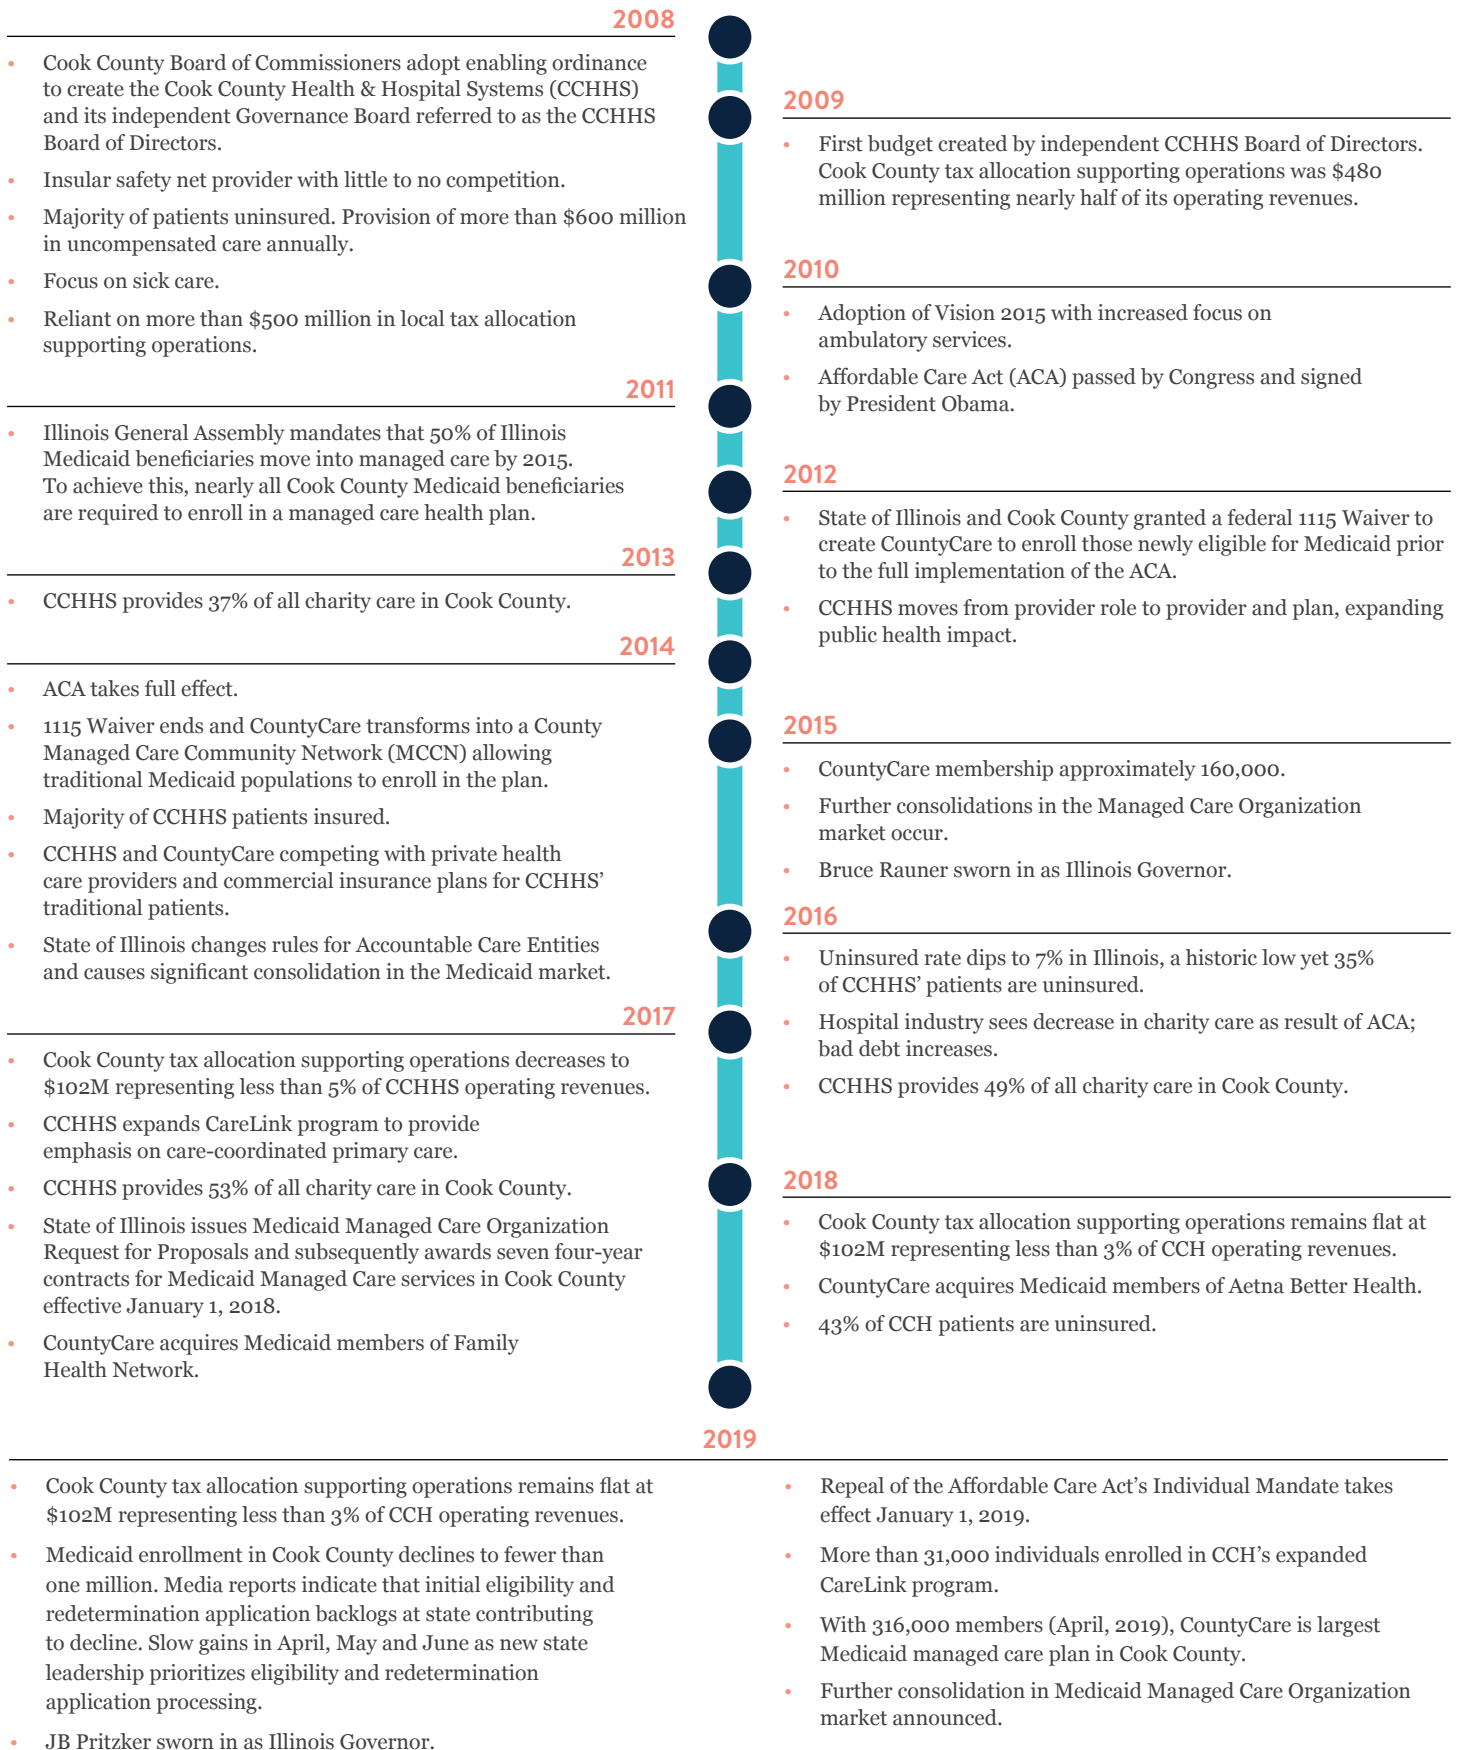 2008
• Cook County Board of Commissioners adopt enabling ordinance
to create the Cook County Health & Hospital Systems (CCHHS)
and its independent Governance Board referred to as the CCHHS
Board of Directors.
• Insular safety net provider with little to no competition.
• Majority of patients uninsured. Provision of more than $600 million
in uncompensated care annually.
• Focus on sick care.
• Reliant on more than $500 million in local tax allocation
supporting operations.
2009
• First budget created by independent CCHHS Board of Directors.
Cook County tax allocation supporting operations was $480
million representing nearly half of its operating revenues.
2010
• Adoption of Vision 2015 with increased focus on
ambulatory services.
• Affordable Care Act (ACA) passed by Congress and signed
by President Obama.
2011
• Illinois General Assembly mandates that 50% of Illinois
Medicaid beneficiaries move into managed care by 2015.
To achieve this, nearly all Cook County Medicaid beneficiaries
are required to enroll in a managed care health plan.
2012
• State of Illinois and Cook County granted a federal 1115 Waiver to
create CountyCare to enroll those newly eligible for Medicaid prior
to the full implementation of the ACA.
• CCHHS moves from provider role to provider and plan, expanding
public health impact.
2013
• CCHHS provides 37% of all charity care in Cook County.
2014
• ACA takes full effect.
• 1115 Waiver ends and CountyCare transforms into a County
Managed Care Community Network (MCCN) allowing
traditional Medicaid populations to enroll in the plan.
• Majority of CCHHS patients insured.
• CCHHS and CountyCare competing with private health
care providers and commercial insurance plans for CCHHS’
traditional patients.
• State of Illinois changes rules for Accountable Care Entities
and causes significant consolidation in the Medicaid market.
2015
• CountyCare membership approximately 160,000.
• Further consolidations in the Managed Care Organization
market occur.
• Bruce Rauner sworn in as Illinois Governor.
2016
• Uninsured rate dips to 7% in Illinois, a historic low yet 35%
of CCHHS’ patients are uninsured.
• Hospital industry sees decrease in charity care as result of ACA;
bad debt increases.
• CCHHS provides 49% of all charity care in Cook County.
2017
• Cook County tax allocation supporting operations decreases to
$102M representing less than 5% of CCHHS operating revenues.
• CCHHS expands CareLink program to provide
emphasis on care-coordinated primary care.
• CCHHS provides 53% of all charity care in Cook County.
• State of Illinois issues Medicaid Managed Care Organization
Request for Proposals and subsequently awards seven four-year
contracts for Medicaid Managed Care services in Cook County
effective January 1, 2018.
• CountyCare acquires Medicaid members of Family
Health Network.
2018
• Cook County tax allocation supporting operations remains flat at
$102M representing less than 3% of CCH operating revenues.
• CountyCare acquires Medicaid members of Aetna Better Health.
• 43% of CCH patients are uninsured.
2019
• Cook County tax allocation supporting operations remains flat at
$102M representing less than 3% of CCH operating revenues.
• Medicaid enrollment in Cook County declines to fewer than
one million. Media reports indicate that initial eligibility and
redetermination application backlogs at state contributing
to decline. Slow gains in April, May and June as new state
leadership prioritizes eligibility and redetermination
application processing.
• JB Pritzker sworn in as Illinois Governor.
• Repeal of the Affordable Care Act’s Individual Mandate takes
effect January 1, 2019.
• More than 31,000 individuals enrolled in CCH’s expanded
CareLink program.
• With 316,000 members (April, 2019), CountyCare is largest
Medicaid managed care plan in Cook County.
• Further consolidation in Medicaid Managed Care Organization
market announced.